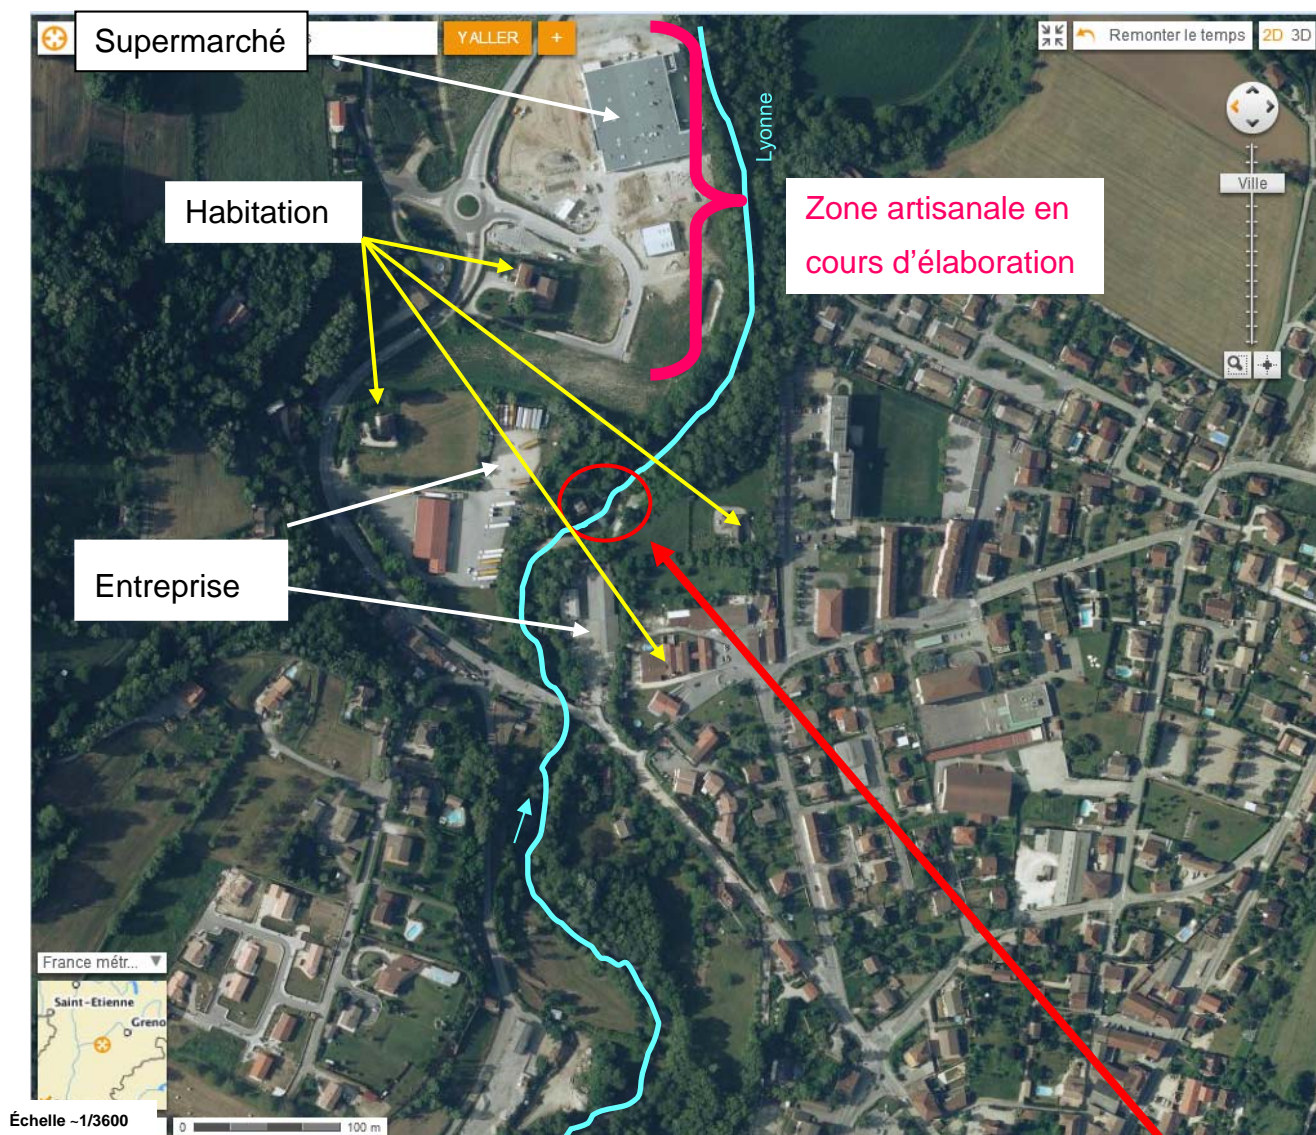 Supermarché
s
YALLER
+
Remonter le temps
2D 3D
Lyonne
Ville
Habitation
Zone artisanale en
cours d'élaboration
Entreprise
France métr...
Saint-Etienne
Greno
Échelle ~1/3600
0 100 m